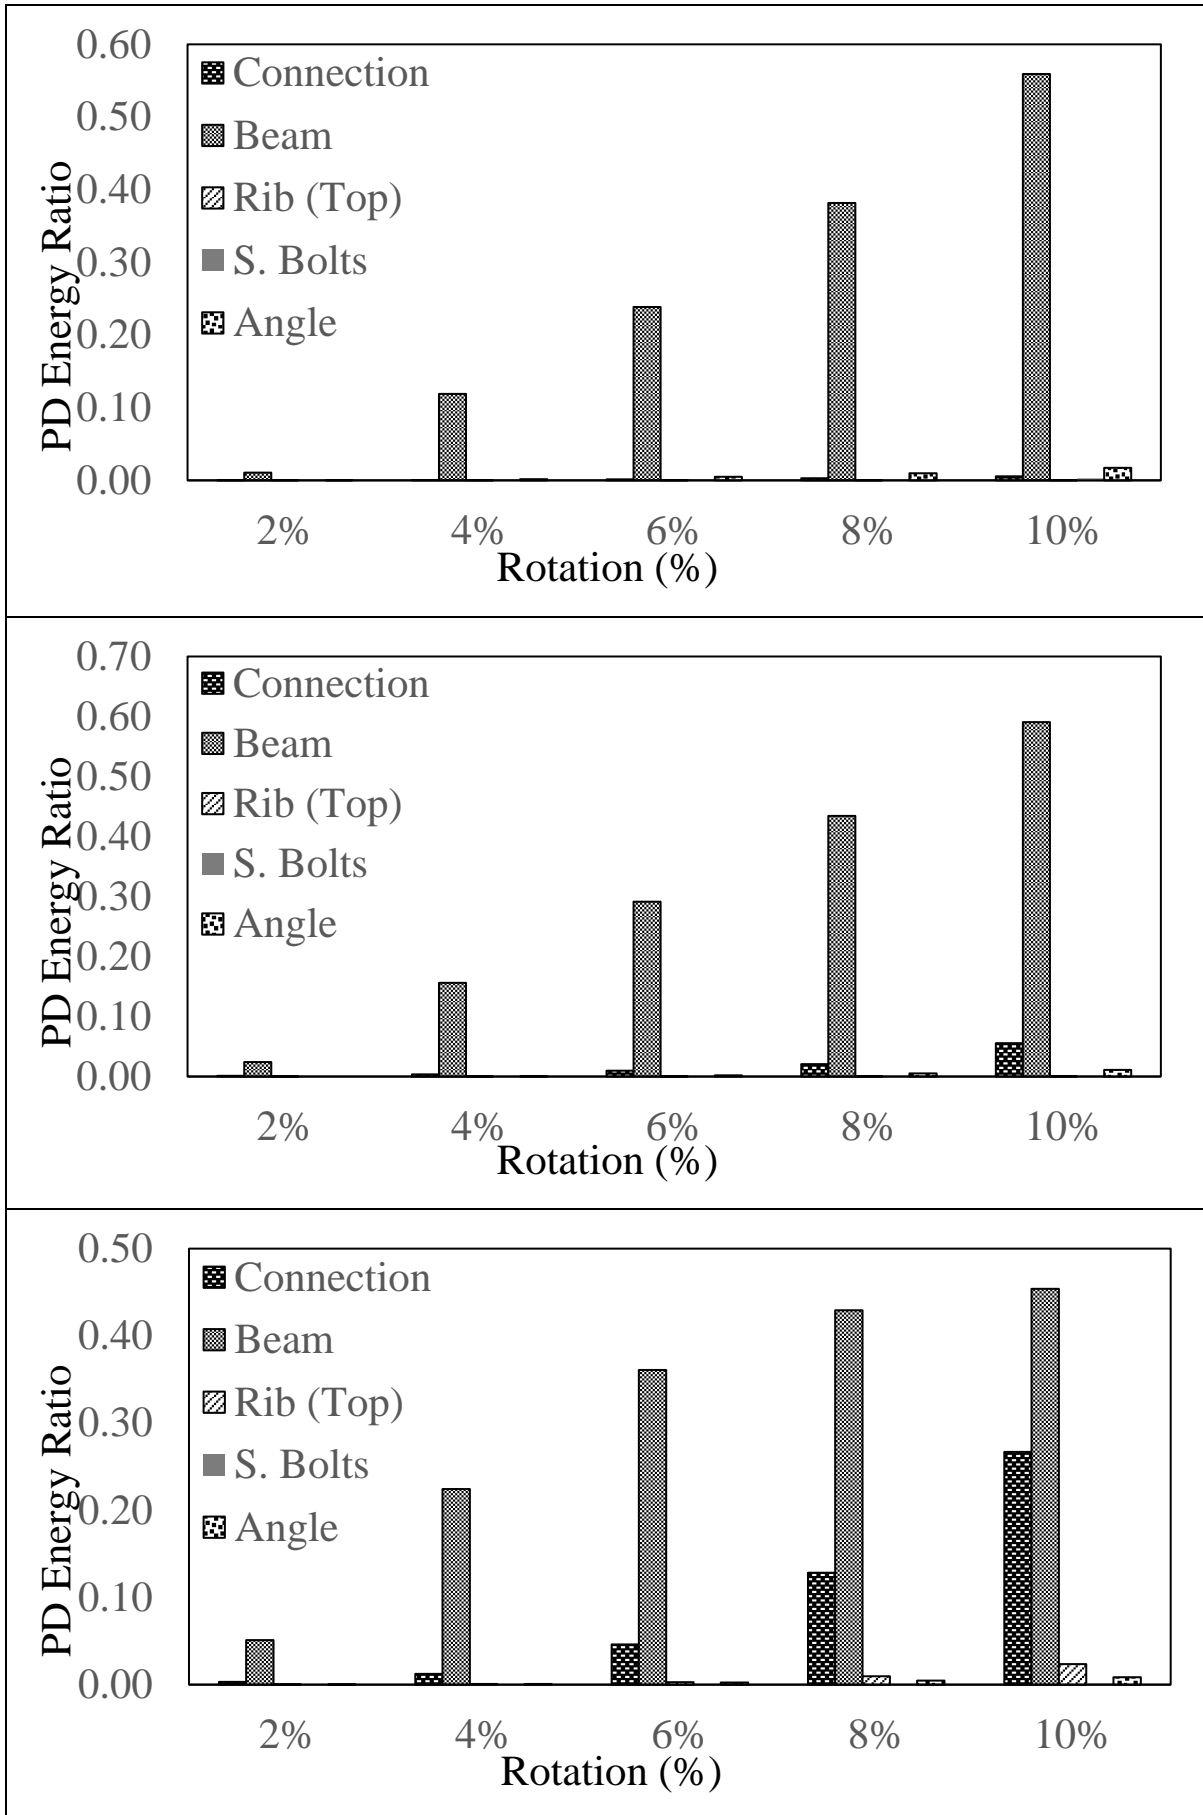 0.60
0.50
0.40
0.30
0.20
0.10
0.00
PD Energy Ratio
Connection
Beam
Rib (Top)
S. Bolts
Angle
2% 4% 6% 8% 10%
Rotation (%)
0.70
0.60
0.50
0.40
0.30
0.20
0.10
0.00
PD Energy Ratio
Connection
Beam
Rib (Top)
S. Bolts
Angle
2% 4% 6% 8% 10%
Rotation (%)
0.50
0.40
0.30
0.20
0.10
0.00
PD Energy Ratio
Connection
Beam
Rib (Top)
S. Bolts
Angle
2% 4% 6% 8% 10%
Rotation (%)